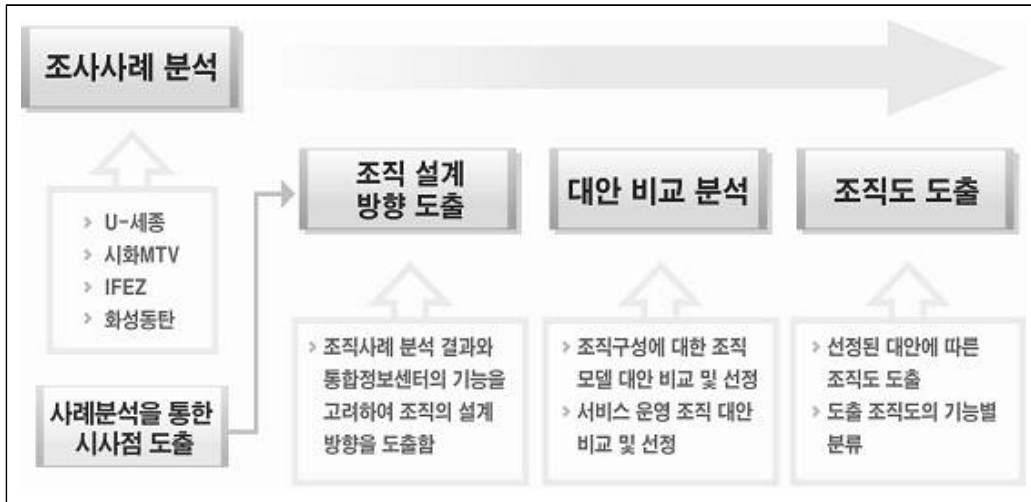 조사사례 분석
> U-세종
> 시화MTV
> IFEZ
> 화성동탄
사례분석을 통한
시사점 도출
조직 설계
방향 도출
> 조직사례 분석 결과와
통합정보센터의 기능을
고려하여 조직의 설계
방향을 도출함
대안 비교 분석
> 조직구성에 대한 조직
모델 대안 비교 및 선정
> 서비스 운영 조직 대안
비교 및 선정
조직도 도출
> 선정된 대안에 따른
조직도 도출
> 도출 조직도의 기능별
분류